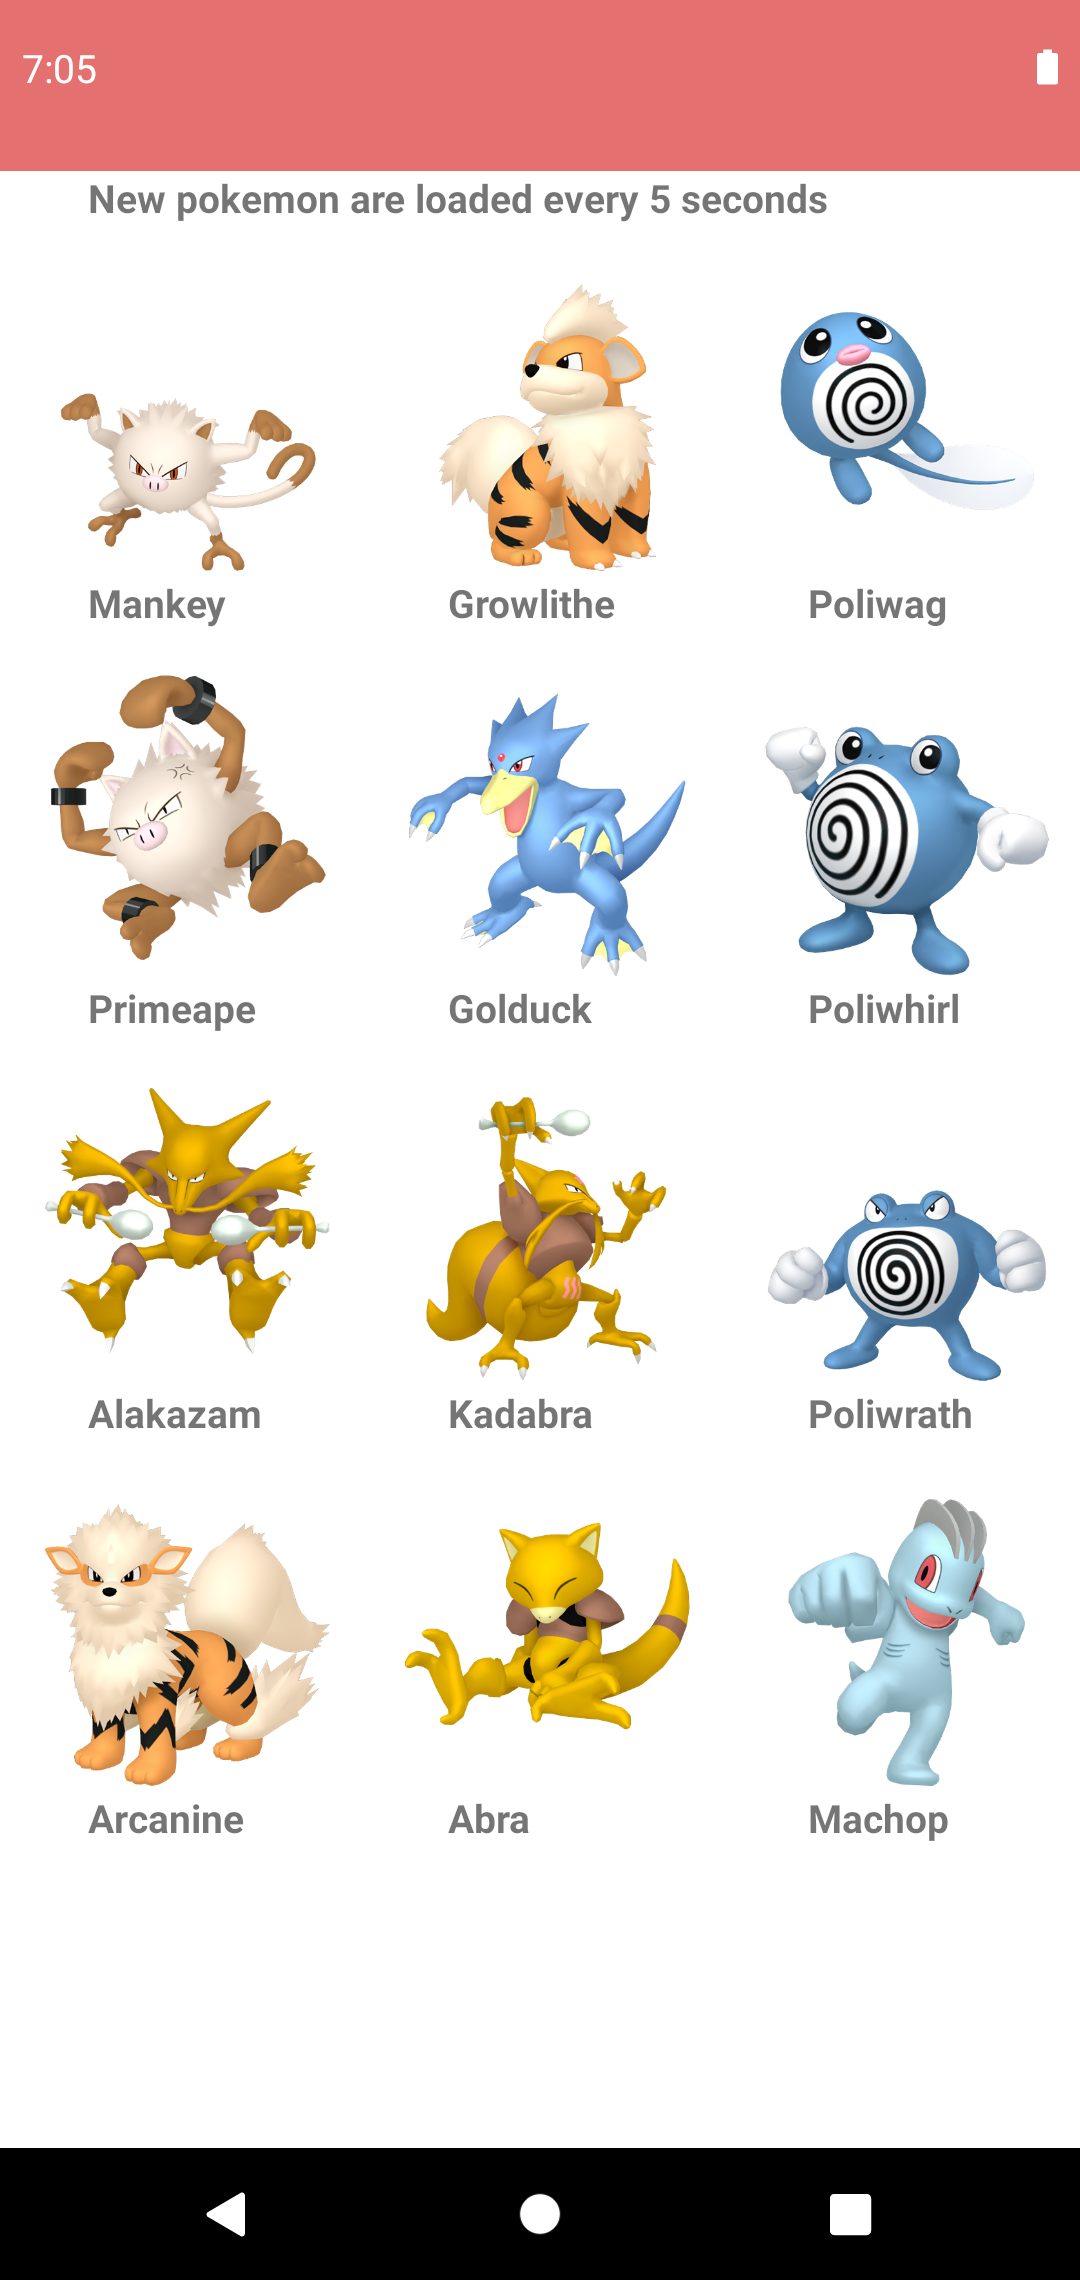 7:05
New pokemon are loaded every 5 seconds
Mankey
Growlithe
Poliwag
Primeape
Golduck
Poliwhirl
Alakazam
Kadabra
Poliwrath
Arcanine
Abra
Machop